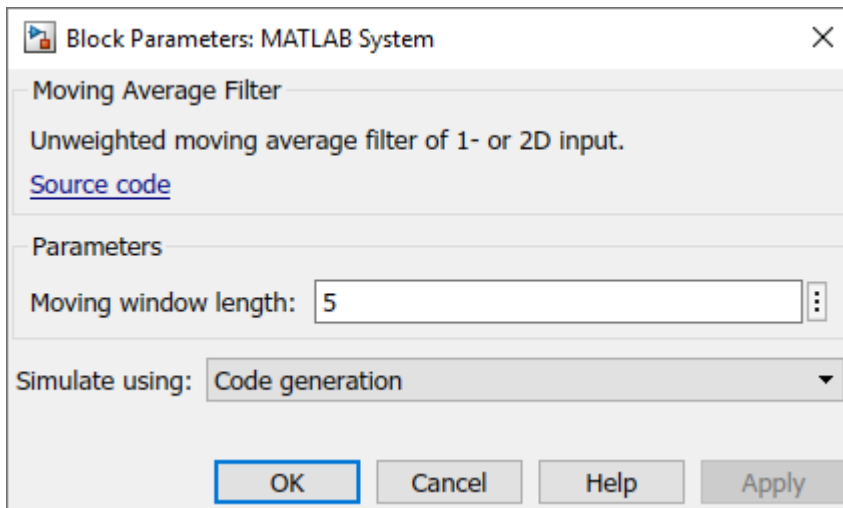 Block Parameters: MATLAB System
Moving Average Filter
Unweighted moving average filter of 1- or 2D input.
Source code
Parameters
Moving window length: 5
Simulate using: Code generation
OK Cancel Help Apply